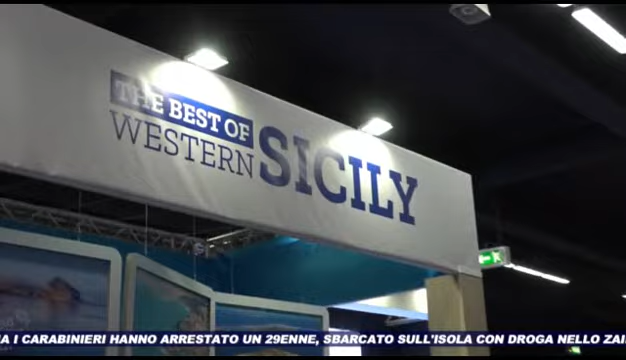 THE BEST OF
WESTERN
SICILY
I CARABINIERI HANNO ARRESTATO UN 29ENNE, SBARCATO SULL'ISOLA CON DROGA NELLO